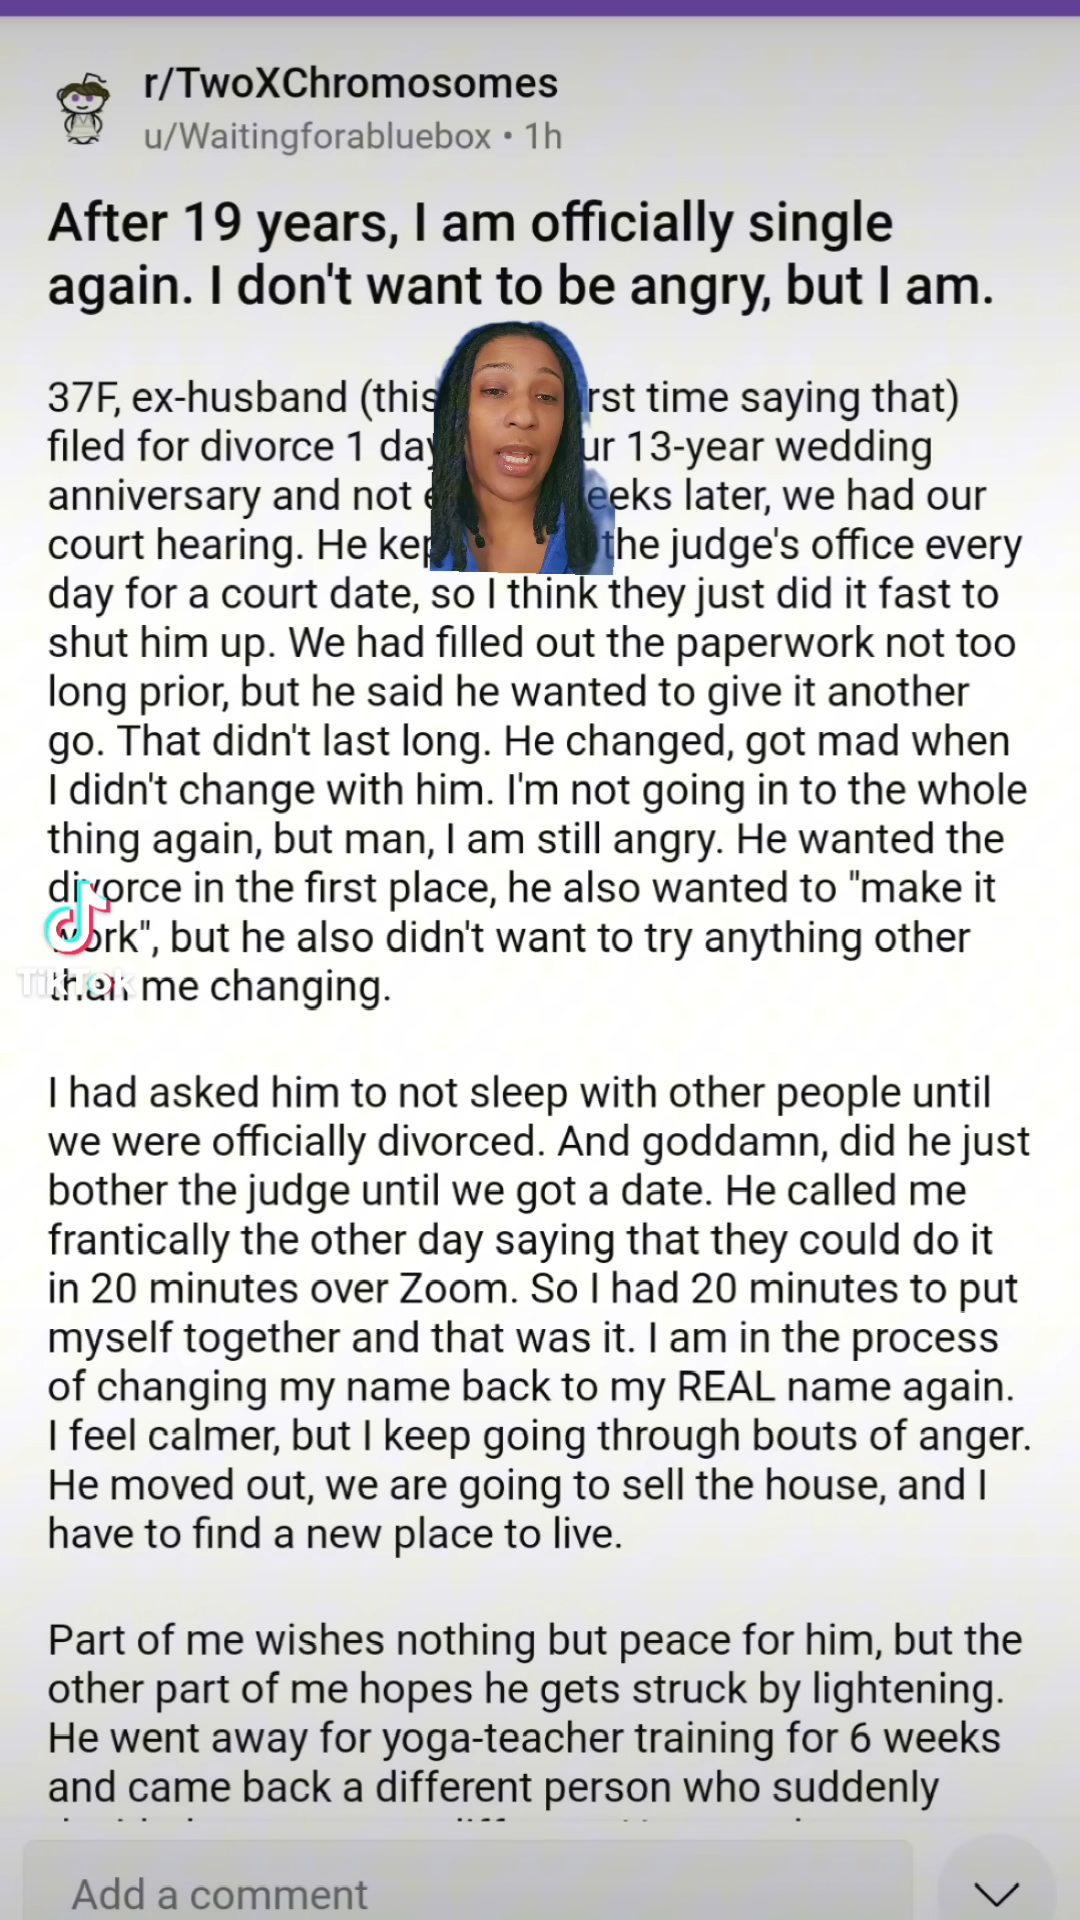 r/TwoXChromosomes
u/Waitingforabluebox • 1h
After 19 years, I am officially single
again. I don't want to be angry, but I am.
37F, ex-husband (this rst time saying that)
filed for divorce 1 day ur 13-year wedding
anniversary and not eeks later, we had our
court hearing. He kep the judge's office every
day for a court date, so I think they just did it fast to
shut him up. We had filled out the paperwork not too
long prior, but he said he wanted to give it another
go. That didn't last long. He changed, got mad when
I didn't change with him. I'm not going in to the whole
thing again, but man, I am still angry. He wanted the
divorce in the first place, he also wanted to "make it
work", but he also didn't want to try anything other
than me changing.
TikTok
I had asked him to not sleep with other people until
we were officially divorced. And goddamn, did he just
bother the judge until we got a date. He called me
frantically the other day saying that they could do it
in 20 minutes over Zoom. So I had 20 minutes to put
myself together and that was it. I am in the process
of changing my name back to my REAL name again.
I feel calmer, but I keep going through bouts of anger.
He moved out, we are going to sell the house, and I
have to find a new place to live.
Part of me wishes nothing but peace for him, but the
other part of me hopes he gets struck by lightening.
He went away for yoga-teacher training for 6 weeks
and came back a different person who suddenly
Add a comment